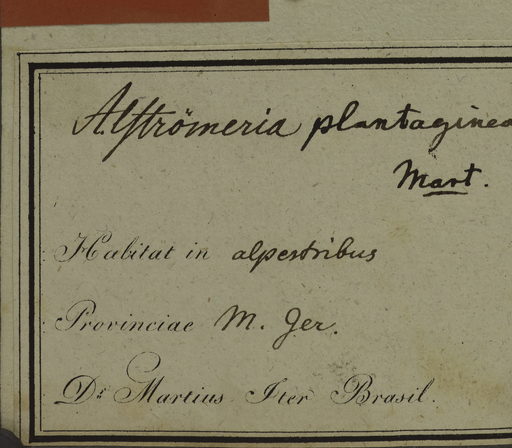 Alströmeria plantaginea
Mart.
Habitat in alpestribus
Provinciae M. Ger.
Dr. Martius Iter Brasil.